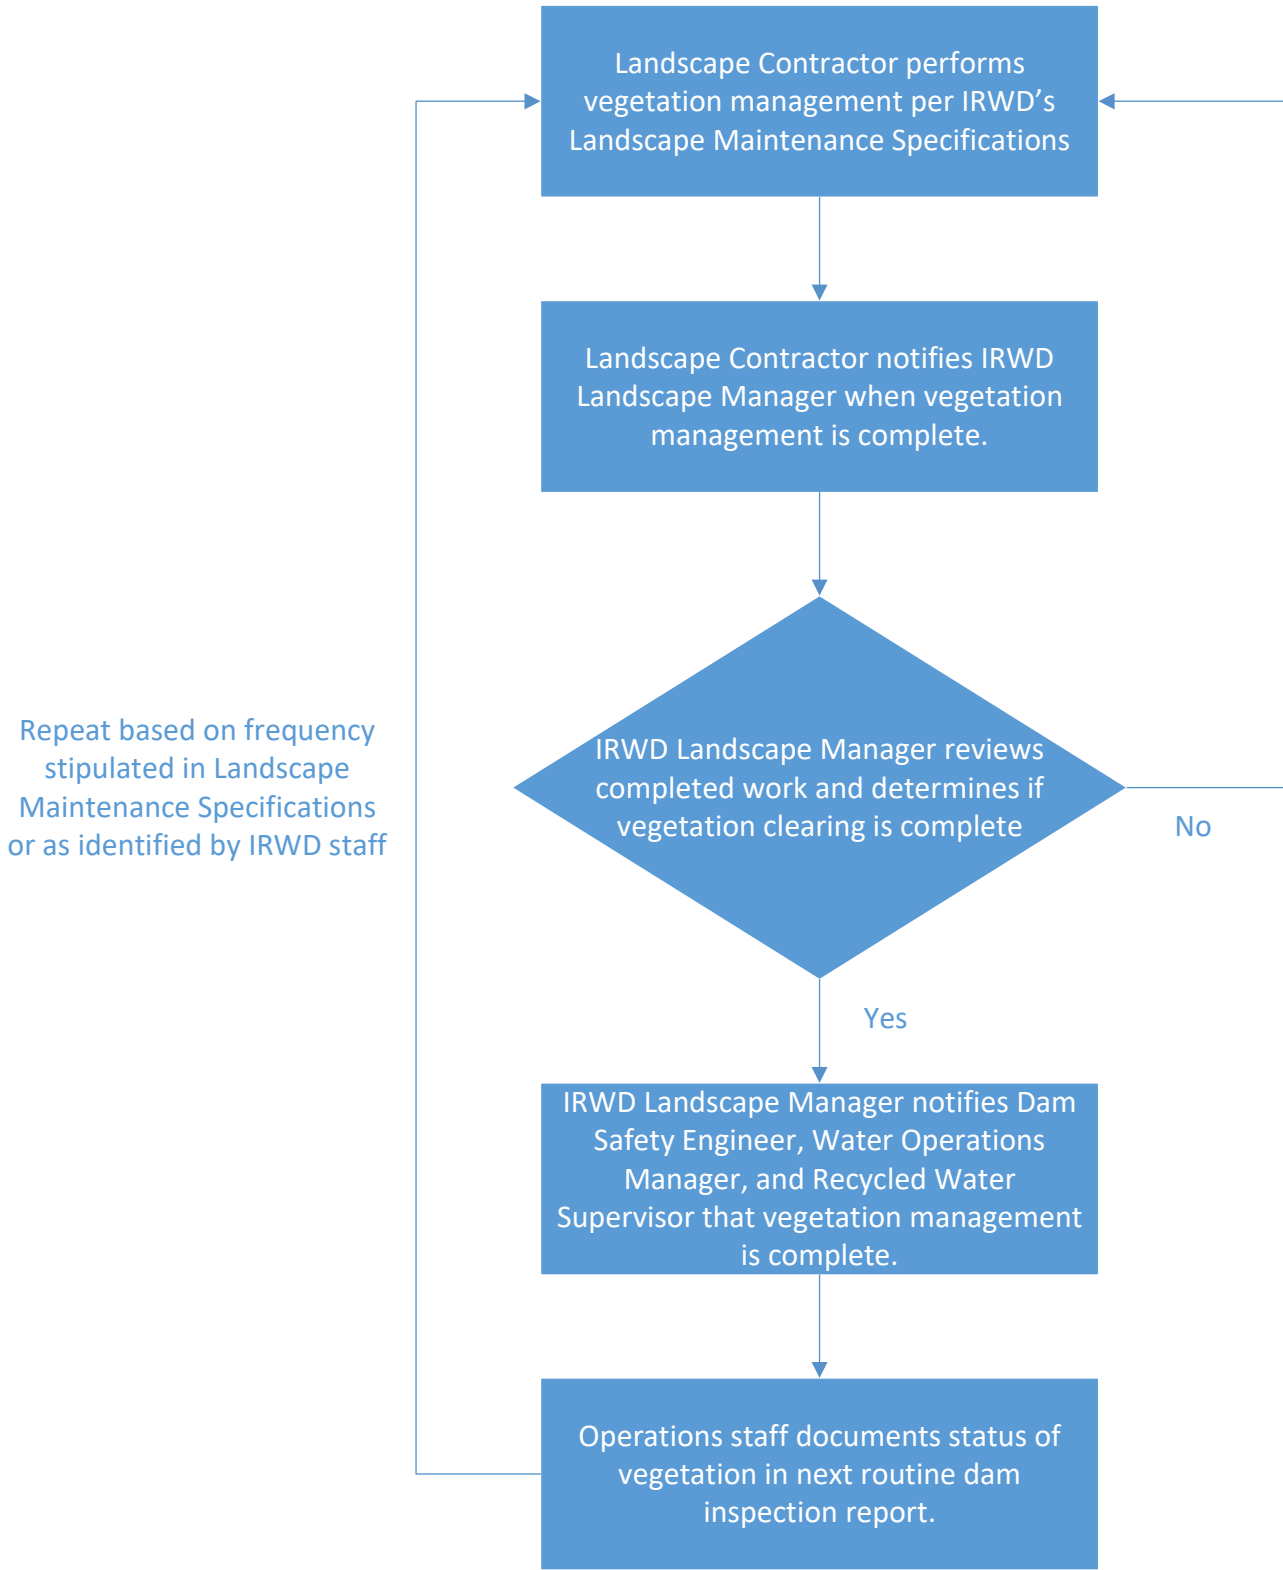 Landscape Contractor performs
vegetation management per IRWD’s
Landscape Maintenance Specifications
Landscape Contractor notifies IRWD
Landscape Manager when vegetation
management is complete.
IRWD Landscape Manager reviews
completed work and determines if
vegetation clearing is complete
Repeat based on frequency
stipulated in Landscape
Maintenance Specifications
or as identified by IRWD staff
No
Yes
IRWD Landscape Manager notifies Dam
Safety Engineer, Water Operations
Manager, and Recycled Water
Supervisor that vegetation management
is complete.
Operations staff documents status of
vegetation in next routine dam
inspection report.